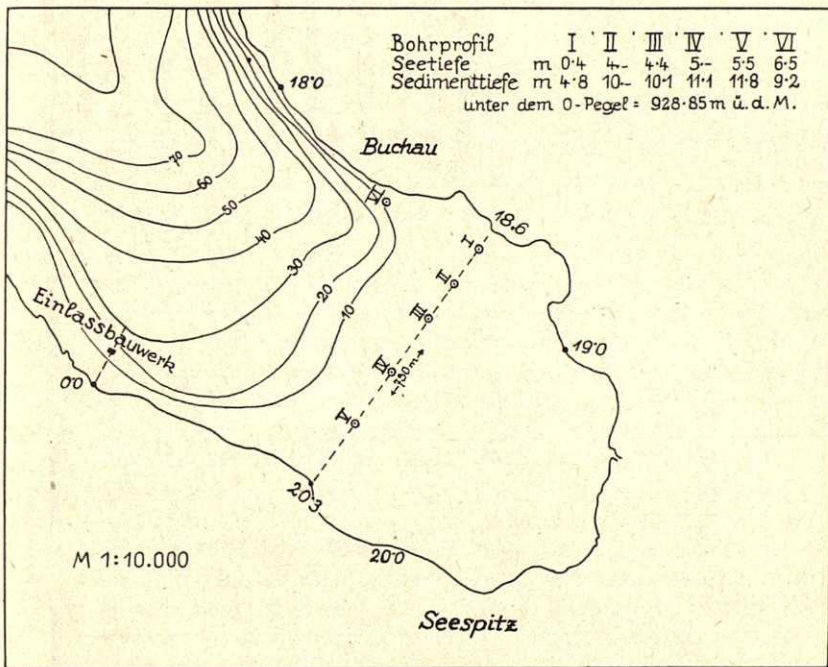 Bohrprofil I II III IV V VI
Seetiefe m 0·4 4.- 4·4 5.- 5·5 6·5
Sedimenttiefe m 4·8 10.- 10·1 11·1 11·8 9·2
unter dem 0-Pegel = 928·85 m ü.d.M.
18·0
Buchau
70
60
50
40
30
20
10
VI
18·6
I
II
III
IV
V
←750m→
Einlassbauwerk
0·0
19·0
20·3
20·0
M 1:10.000
Seespitz